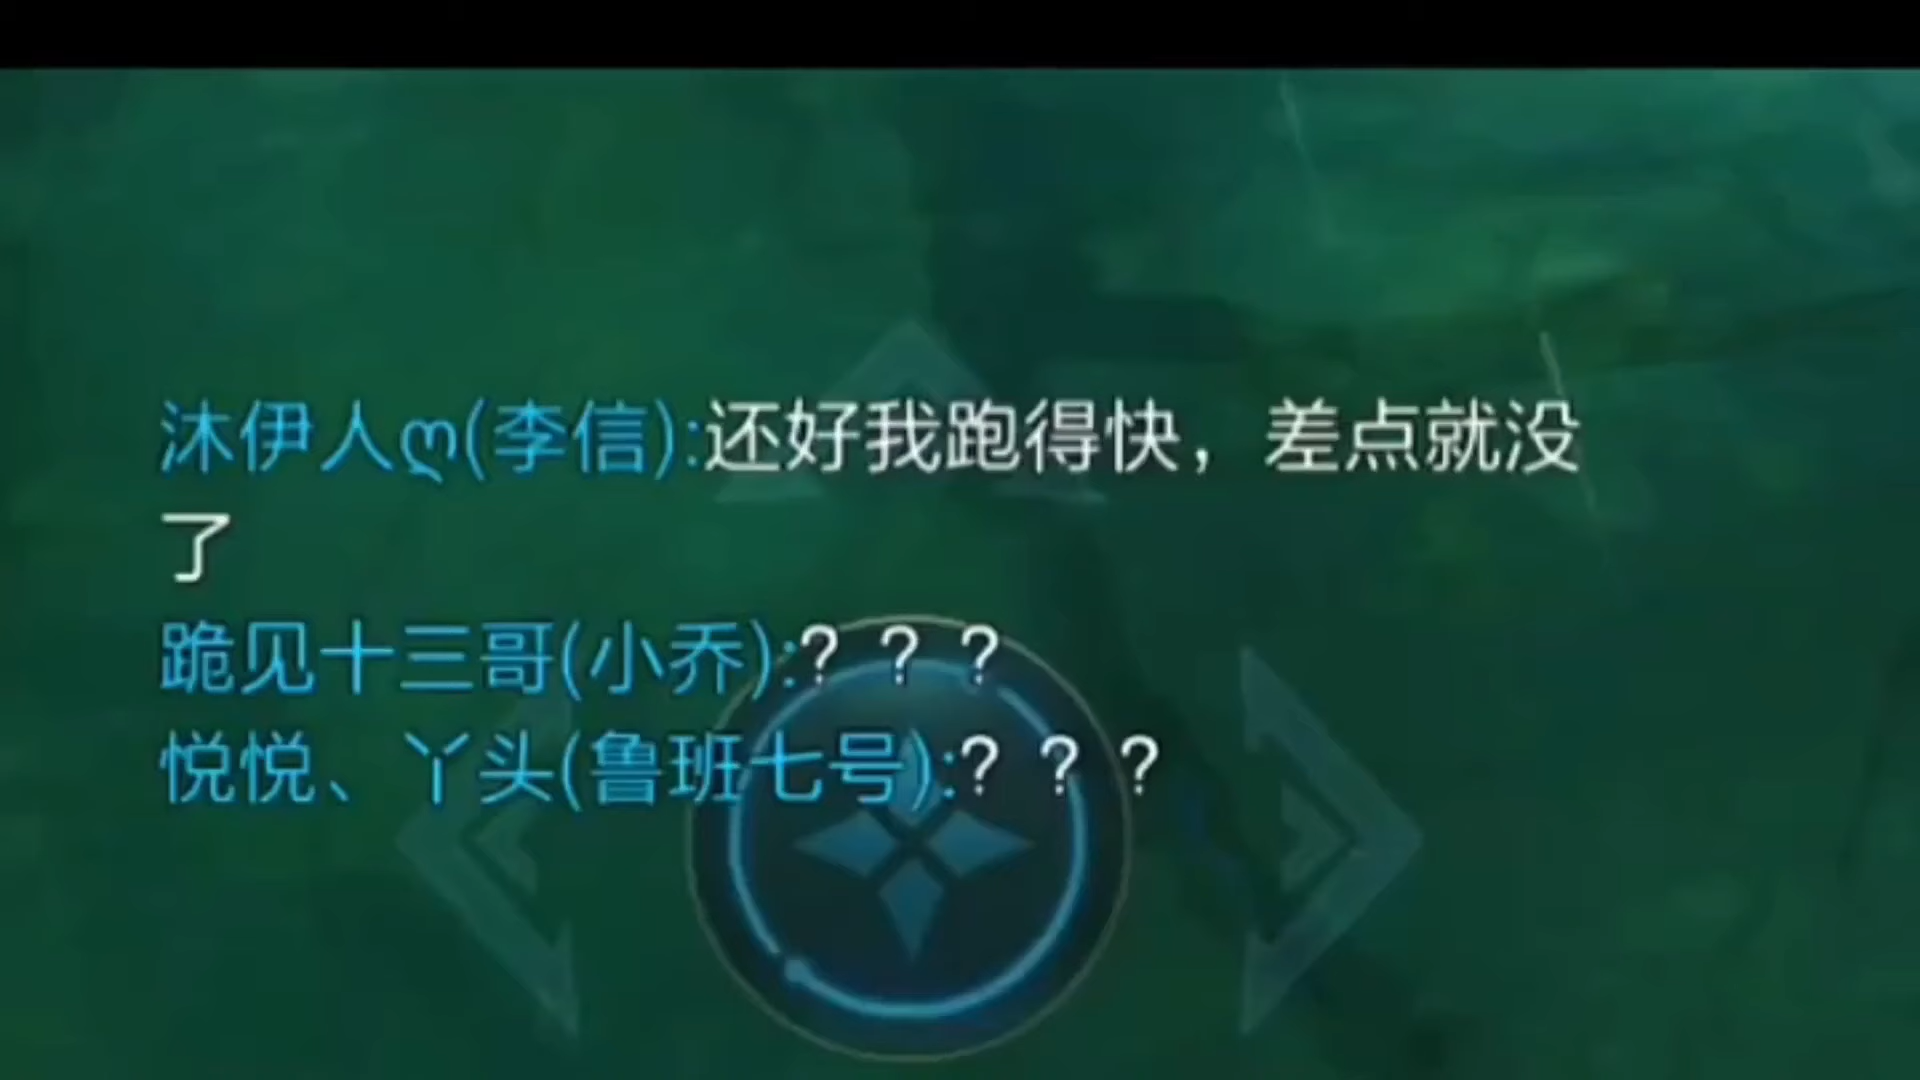 沐伊人ღ(李信):还好我跑得快，差点就没
了
跪见十三哥(小乔):？？？
悦悦、丫头(鲁班七号):？？？